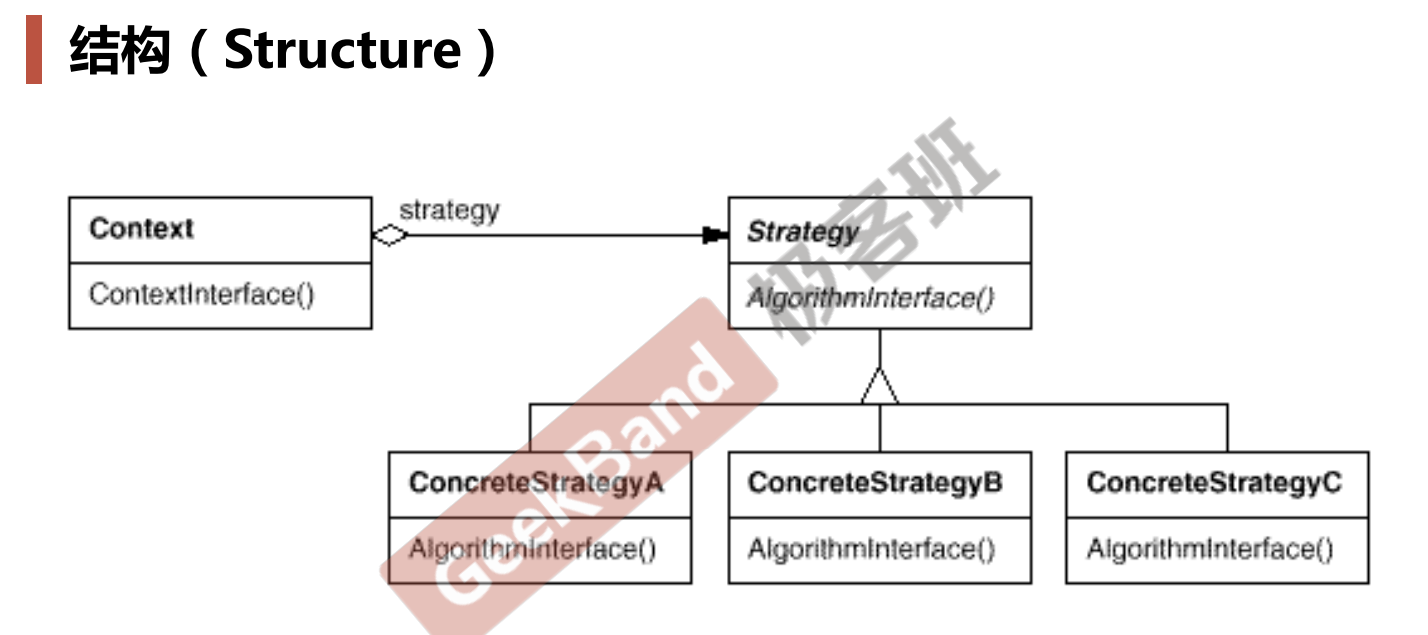 结构（Structure）
strategy
Context
ContextInterface()
Strategy
AlgorithmInterface()
ConcreteStrategyA
AlgorithmInterface()
ConcreteStrategyB
AlgorithmInterface()
ConcreteStrategyC
AlgorithmInterface()
GeekBand
极客班